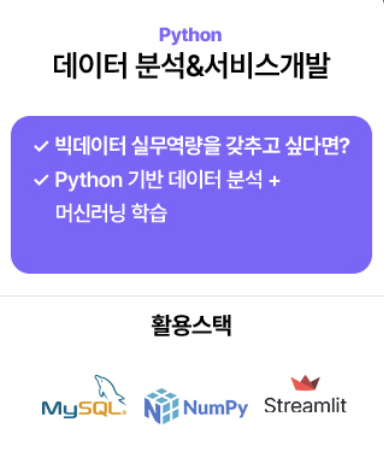 Python
데이터 분석&서비스개발
✓ 빅데이터 실무역량을 갖추고 싶다면?
✓ Python 기반 데이터 분석 +
머신러닝 학습
활용스택
MySQL NumPy Streamlit